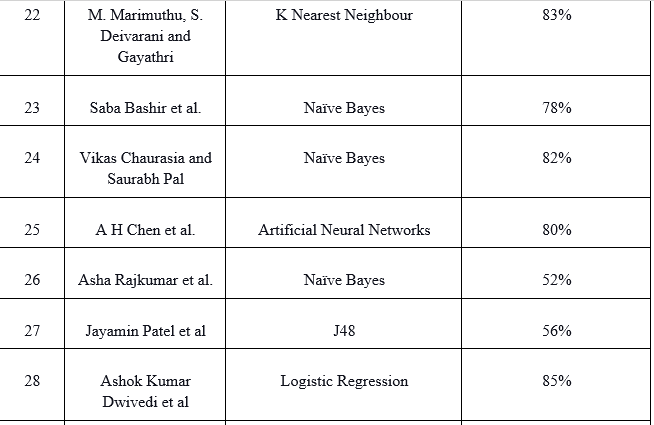 22 M. Marimuthu, S. K Nearest Neighbour 83%
Deivarani and
Gayathri
23 Saba Bashir et al. Naïve Bayes 78%
24 Vikas Chaurasia and Naïve Bayes 82%
Saurabh Pal
25 A H Chen et al. Artificial Neural Networks 80%
26 Asha Rajkumar et al. Naïve Bayes 52%
27 Jayamin Patel et al J48 56%
28 Ashok Kumar Logistic Regression 85%
Dwivedi et al